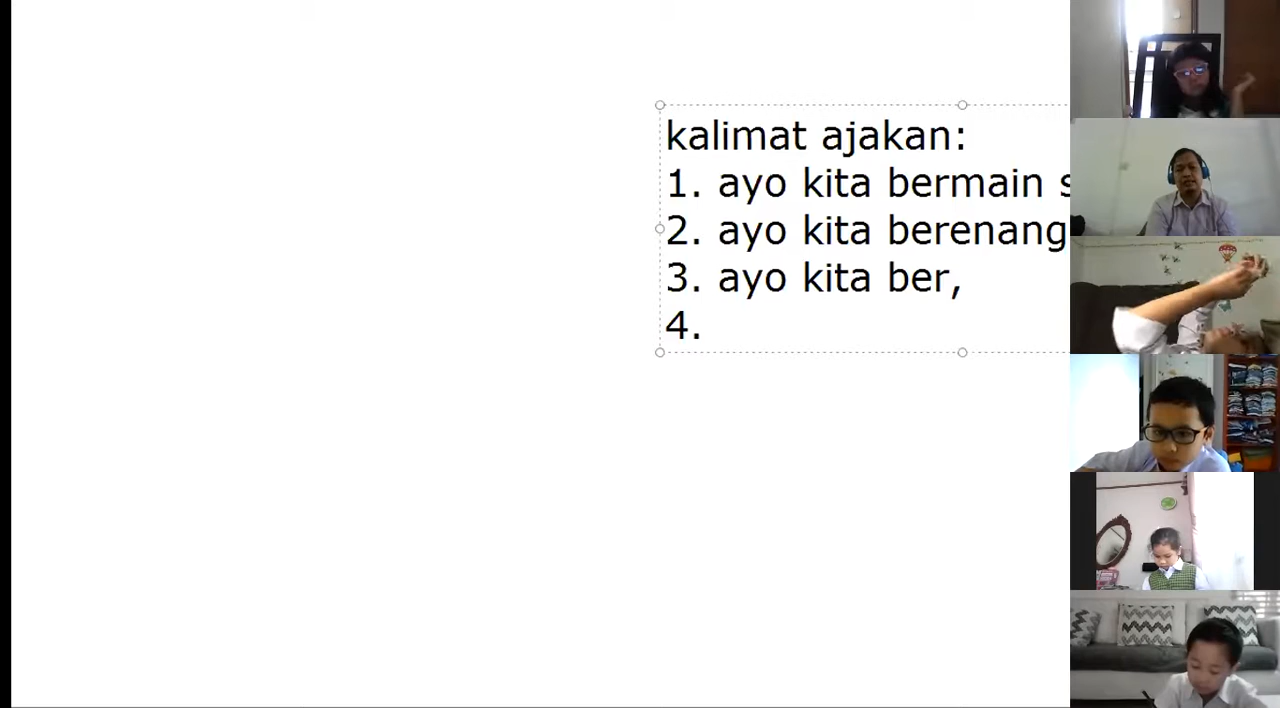 kalimat ajakan:
1. ayo kita bermain
2. ayo kita berenang
3. ayo kita ber,
4.